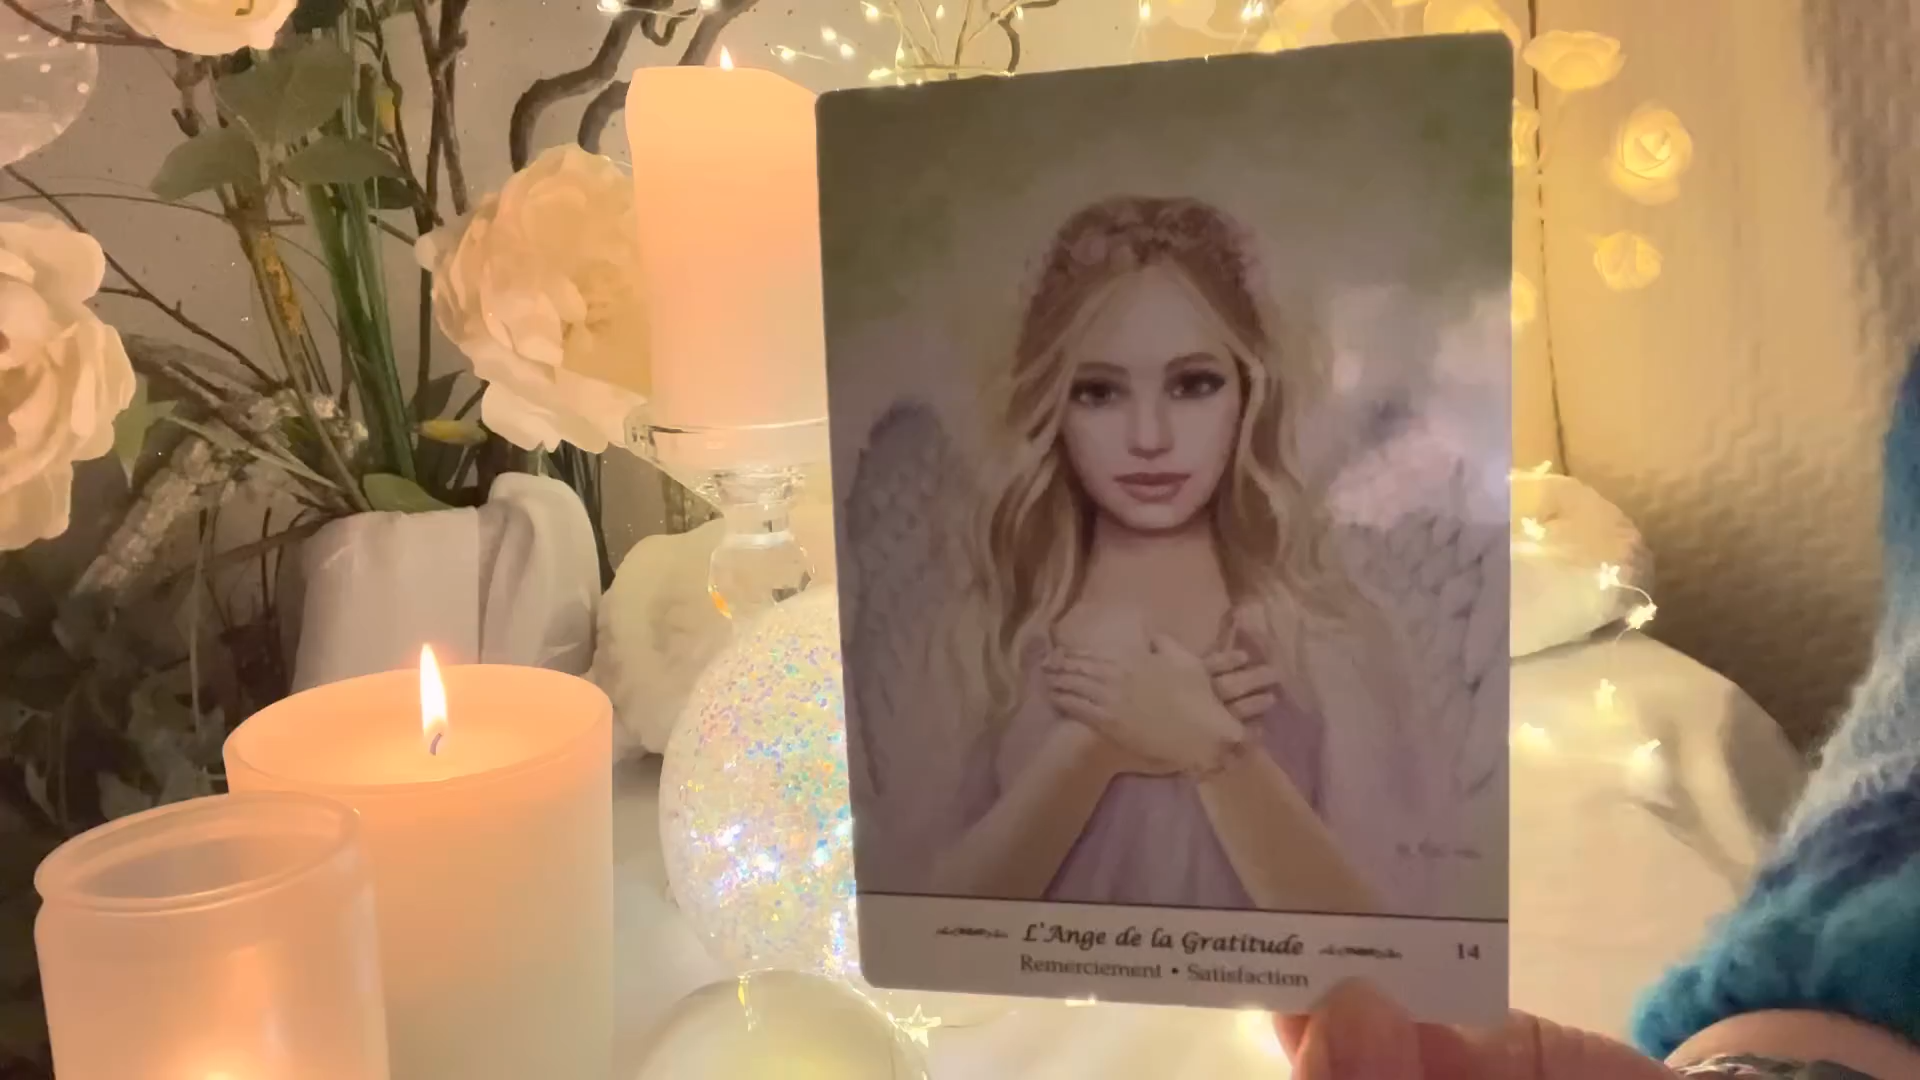 L'Ange de la Gratitude
14
Remerciement • Satisfaction